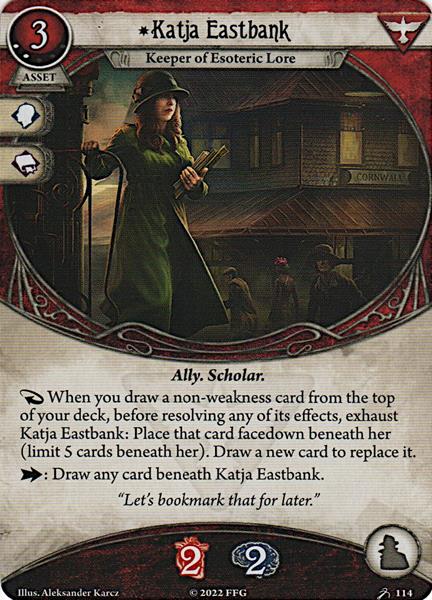 3
✶Katja Eastbank
ASSET
Keeper of Esoteric Lore
CORNWALL
Ally. Scholar.
When you draw a non-weakness card from the top
of your deck, before resolving any of its effects, exhaust
Katja Eastbank: Place that card facedown beneath her
(limit 5 cards beneath her). Draw a new card to replace it.
: Draw any card beneath Katja Eastbank.
“Let’s bookmark that for later.”
2 2
Illus. Aleksander Karcz © 2022 FFG 114